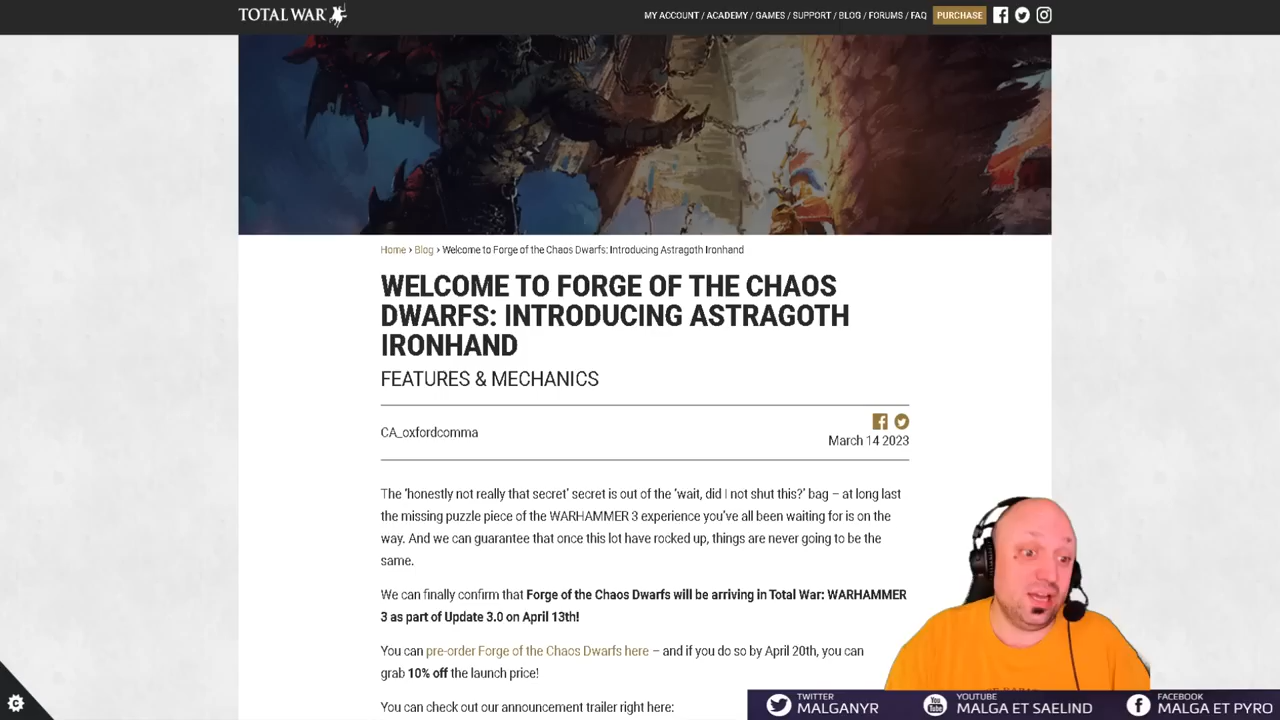 TOTAL WAR
MY ACCOUNT / ACADEMY / GAMES / SUPPORT / BLOG / FORUMS / FAQ PURCHASE
Home › Blog › Welcome to Forge of the Chaos Dwarfs: Introducing Astragoth Ironhand
WELCOME TO FORGE OF THE CHAOS
DWARFS: INTRODUCING ASTRAGOTH
IRONHAND
FEATURES & MECHANICS
CA_oxfordcomma
March 14 2023
The 'honestly not really that secret' secret is out of the 'wait, did I not shut this?' bag – at long last
the missing puzzle piece of the WARHAMMER 3 experience you've all been waiting for is on the
way. And we can guarantee that once this lot have rocked up, things are never going to be the
same.
We can finally confirm that Forge of the Chaos Dwarfs will be arriving in Total War: WARHAMMER
3 as part of Update 3.0 on April 13th!
You can pre-order Forge of the Chaos Dwarfs here – and if you do so by April 20th, you can
grab 10% off the launch price!
You can check out our announcement trailer right here:
TWITTER
MALGANYR
YOUTUBE
MALGA ET SAELIND
FACEBOOK
MALGA ET PYRO